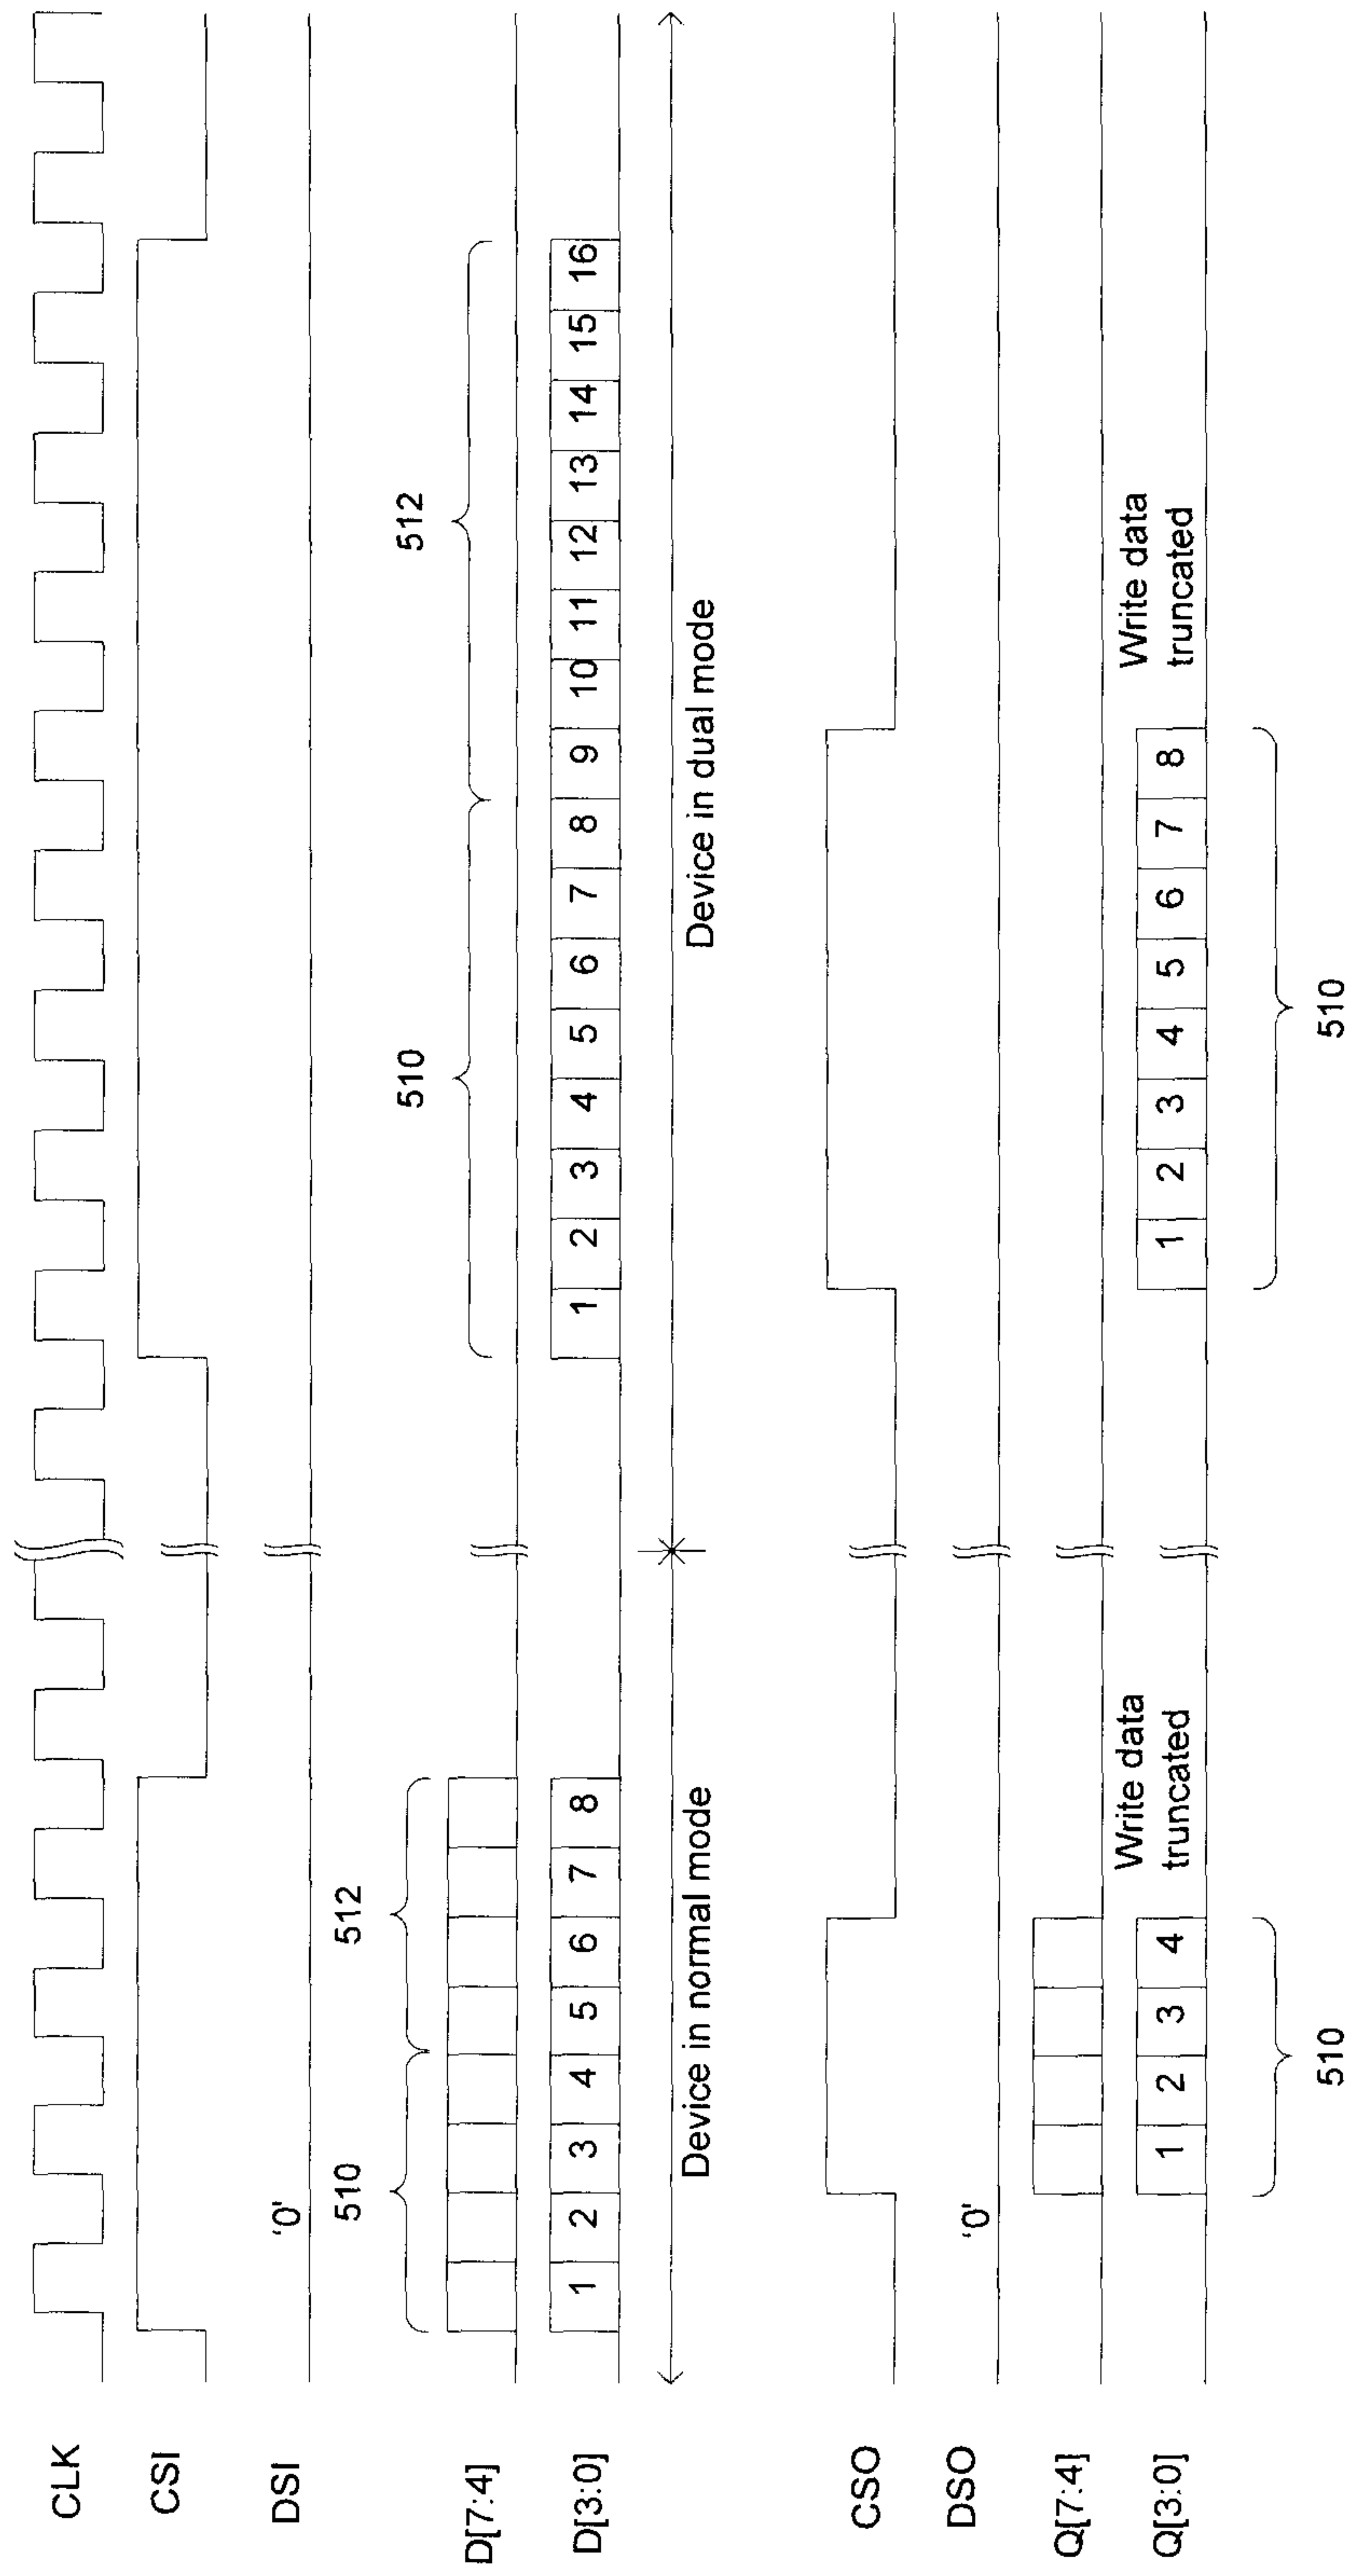 CLK
CSI
DSI '0'
510 512
510 512
D[7:4]
D[3:0] 1 2 3 4 5 6 7 8 1 2 3 4 5 6 7 8 9 10 11 12 13 14 15 16
Device in normal mode Device in dual mode
CSO
DSO '0'
Q[7:4]
Write data
truncated
Write data
truncated
Q[3:0] 1 2 3 4 1 2 3 4 5 6 7 8
510 510